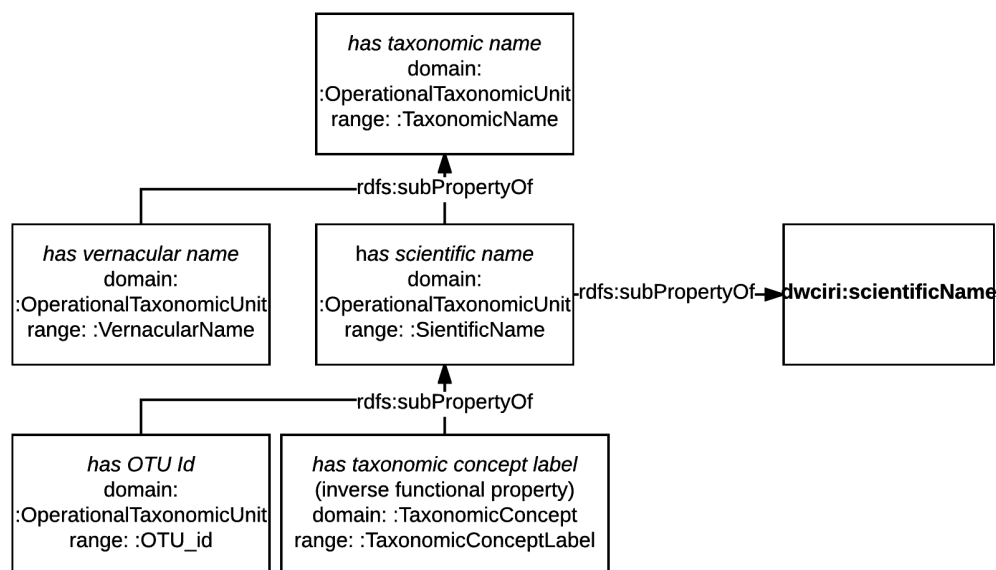 has taxonomic name
domain:
:OperationalTaxonomicUnit
range: :TaxonomicName
rdfs:subPropertyOf
has vernacular name
domain:
:OperationalTaxonomicUnit
range: :VernacularName
has scientific name
domain:
:OperationalTaxonomicUnit
range: :SientificName
rdfs:subPropertyOf
dwciri:scientificName
rdfs:subPropertyOf
has OTU Id
domain:
:OperationalTaxonomicUnit
range: :OTU_id
has taxonomic concept label
(inverse functional property)
domain: :TaxonomicConcept
range: :TaxonomicConceptLabel